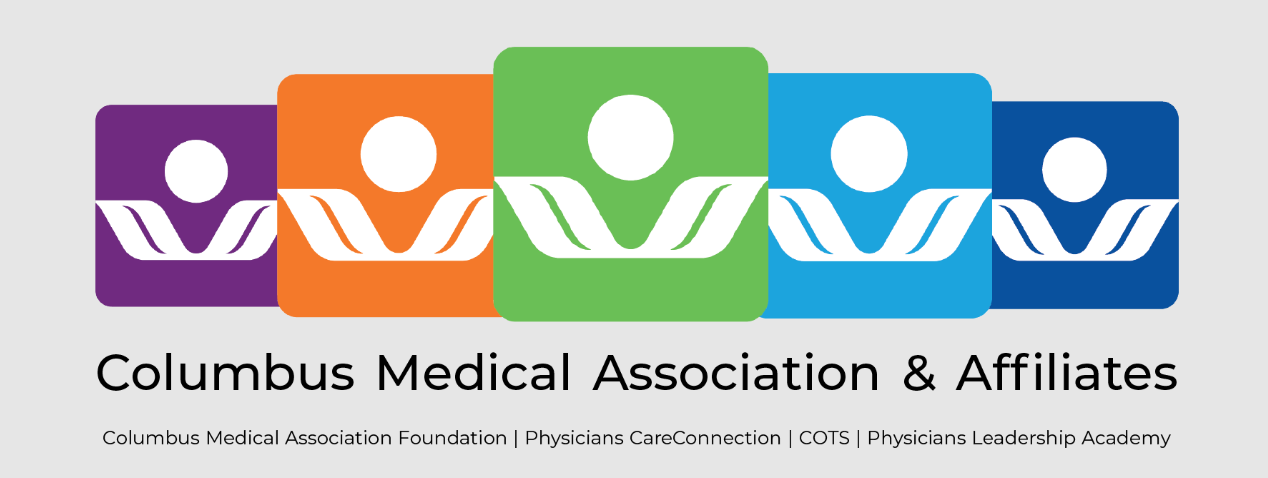 Columbus Medical Association & Affiliates
Columbus Medical Association Foundation | Physicians CareConnection | COTS | Physicians Leadership Academy